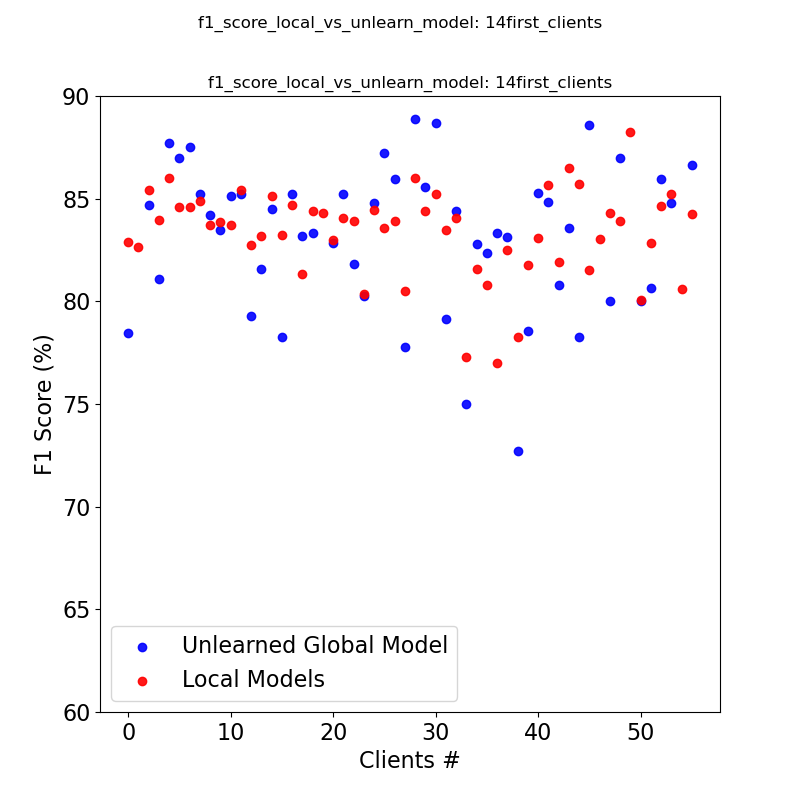 f1_score_local_vs_unlearn_model: 14first_clients
f1_score_local_vs_unlearn_model: 14first_clients
90
85
80
75
70
65
60
F1 Score (%)
Unlearned Global Model
Local Models
0 10 20 30 40 50
Clients #